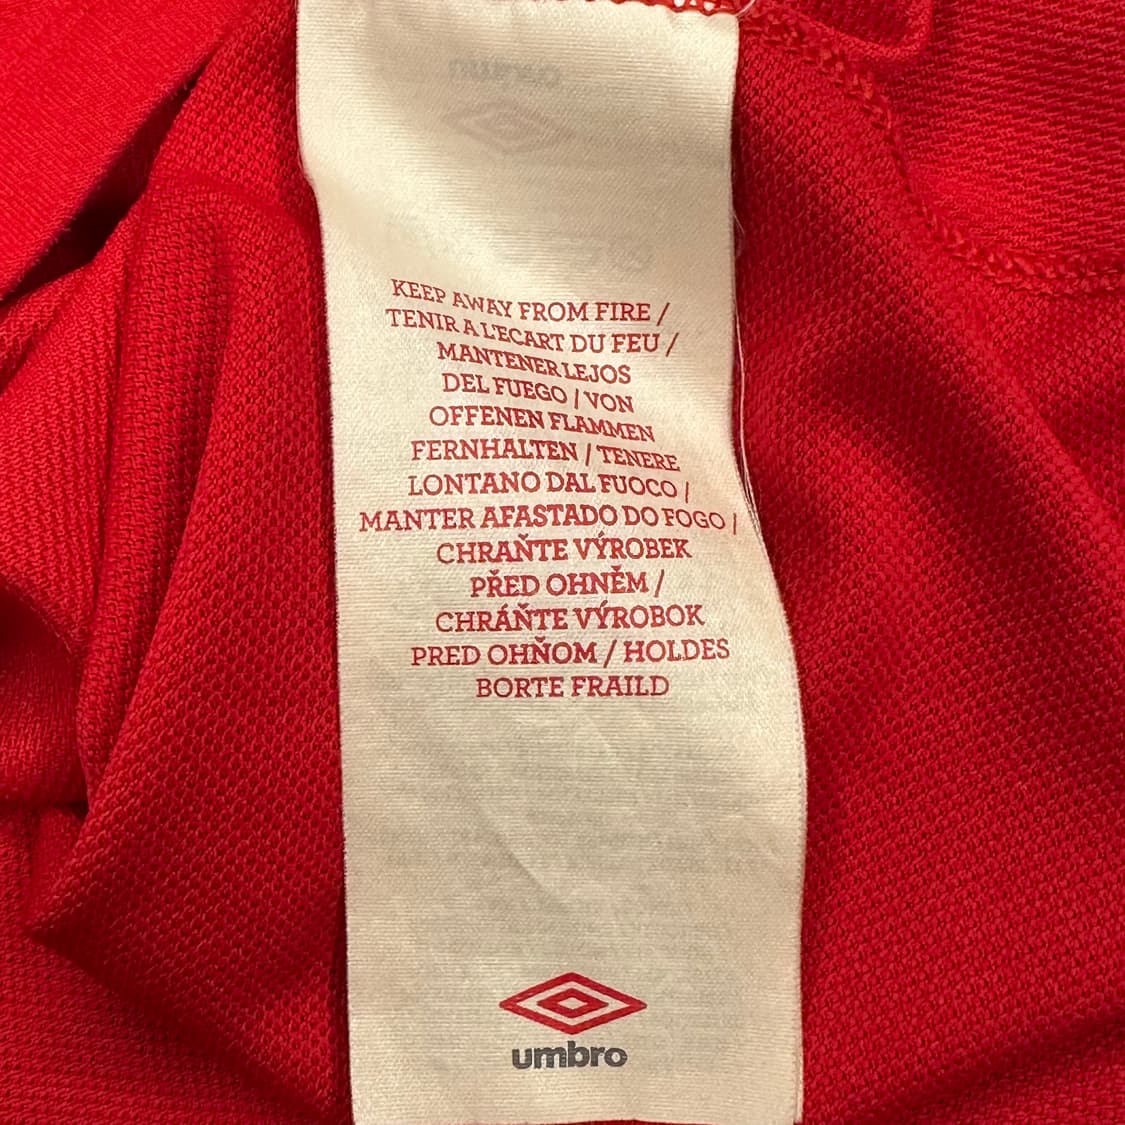 KEEP AWAY FROM FIRE /
TENIR A L'ECART DU FEU /
MANTENER LEJOS
DEL FUEGO / VON
OFFENEN FLAMMEN
FERNHALTEN / TENERE
LONTANO DAL FUOCO /
MANTER AFASTADO DO FOGO /
CHRAŇTE VÝROBEK
PŘED OHNĚM /
CHRÁŇTE VÝROBOK
PRED OHŇOM / HOLDES
BORTE FRAILD
umbro